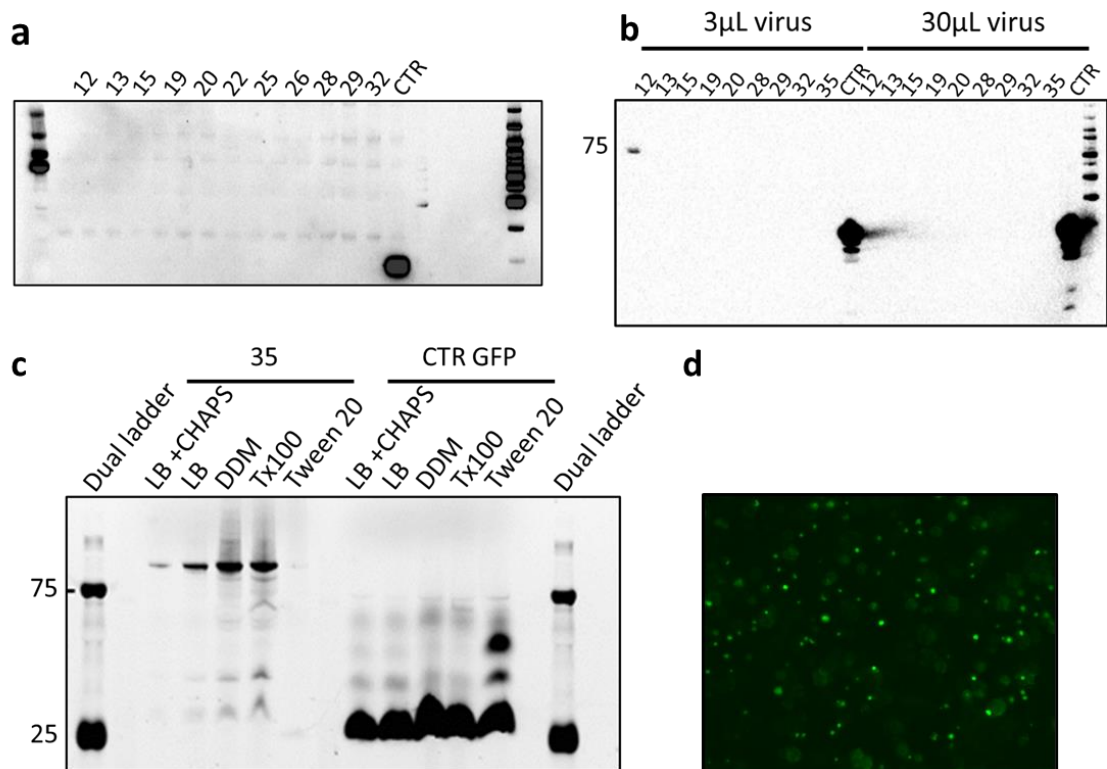 a
12 13 15 19 20 22 25 26 28 29 32 CTR
b
3µL virus 30µL virus
12 13 15 19 20 28 29 32 35 CTR 12 13 15 19 20 28 29 32 35 CTR
75
c
35 CTR GFP
Dual ladder LB +CHAPS LB DDM Tx100 Tween 20 LB +CHAPS LB DDM Tx100 Tween 20 Dual ladder
75
25
d